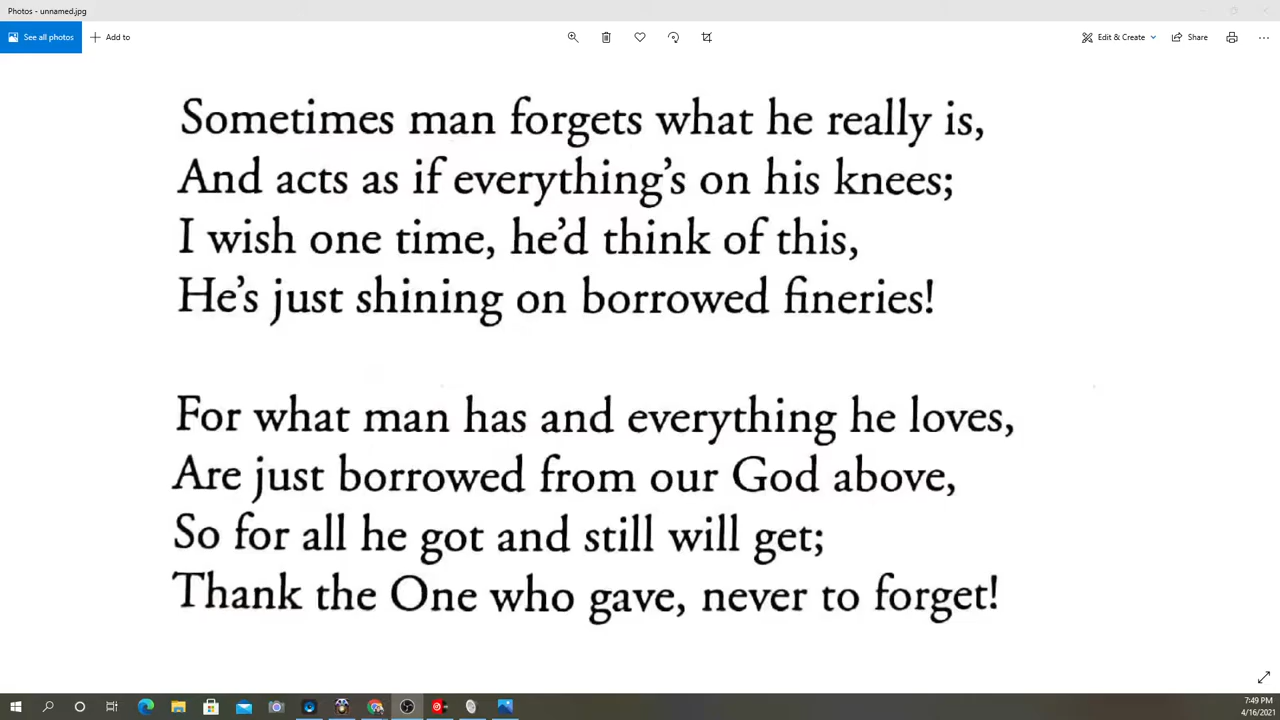 Photos - unnamed.jpg
See all photos
Add to
Edit & Create
Share
Sometimes man forgets what he really is,
And acts as if everything's on his knees;
I wish one time, he'd think of this,
He's just shining on borrowed fineries!
For what man has and everything he loves,
Are just borrowed from our God above,
So for all he got and still will get;
Thank the One who gave, never to forget!
7:49 PM
4/16/2021